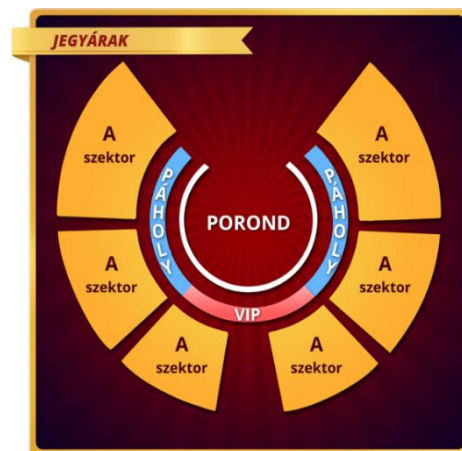 JEGYÁRAK
A
szektor
A
szektor
PÁHOLY
PÁHOLY
POROND
A
szektor
A
szektor
VIP
A
szektor
A
szektor